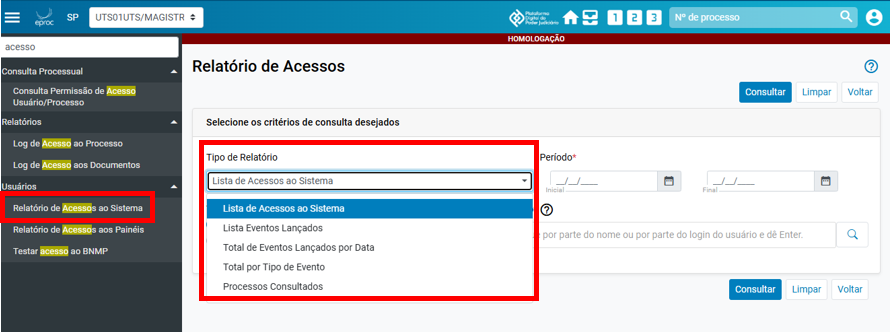 eproc
SP
UTS01UTS/MAGISTR
Plataforma
Digital do
Poder Judiciário
1 2 3
Nº de processo
HOMOLOGAÇÃO
acesso
Consulta Processual
Consulta Permissão de Acesso
Usuário/Processo
Relatórios
Log de Acesso ao Processo
Log de Acesso aos Documentos
Usuários
Relatório de Acessos ao Sistema
Relatório de Acessos aos Painéis
Testar acesso ao BNMP
Relatório de Acessos
Consultar Limpar Voltar
Selecione os critérios de consulta desejados
Tipo de Relatório
Lista de Acessos ao Sistema
Lista de Acessos ao Sistema
Lista Eventos Lançados
Total de Eventos Lançados por Data
Total por Tipo de Evento
Processos Consultados
Período*
__/__/____ __/__/____
Inicial Final
e por parte do nome ou por parte do login do usuário e dê Enter.
Consultar Limpar Voltar